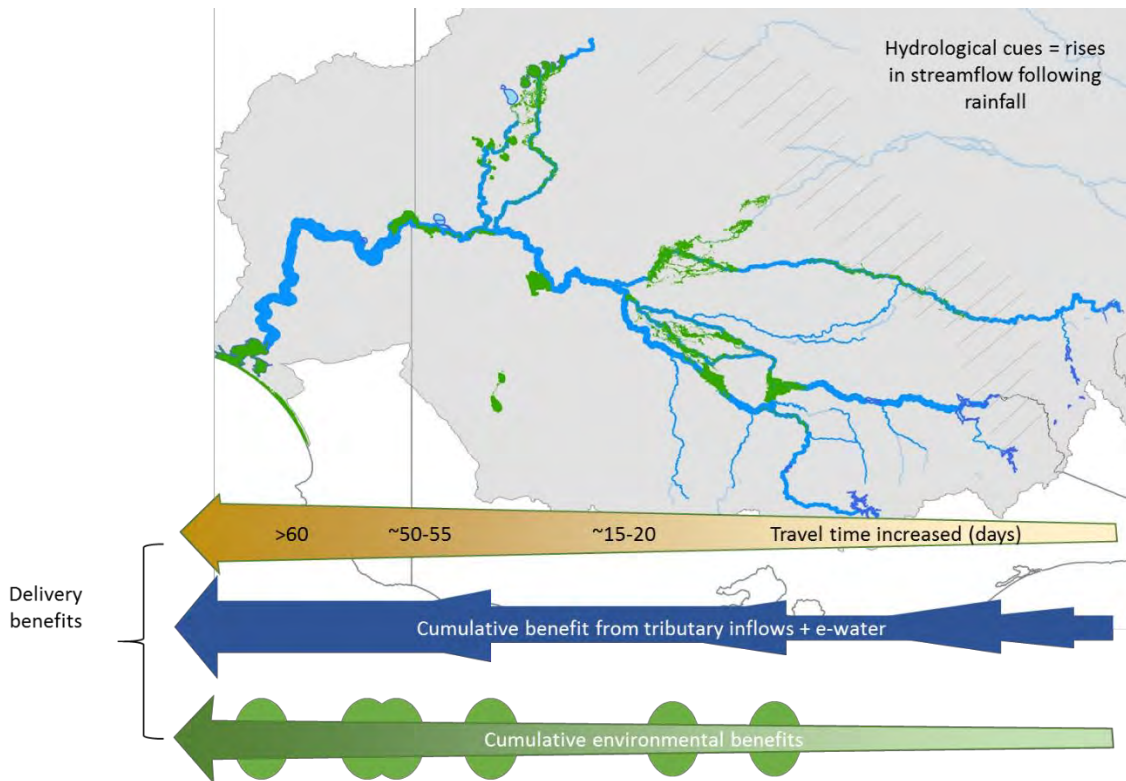 Hydrological cues = rises
in streamflow following
rainfall
>60
~50-55
~15-20
Travel time increased (days)
Delivery
benefits
Cumulative benefit from tributary inflows + e-water
Cumulative environmental benefits